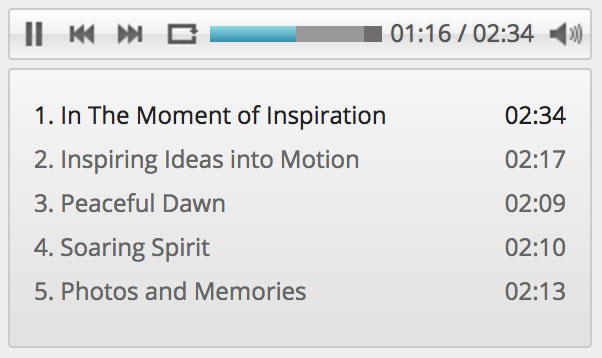 01:16 / 02:34
1. In The Moment of Inspiration 02:34
2. Inspiring Ideas into Motion 02:17
3. Peaceful Dawn 02:09
4. Soaring Spirit 02:10
5. Photos and Memories 02:13